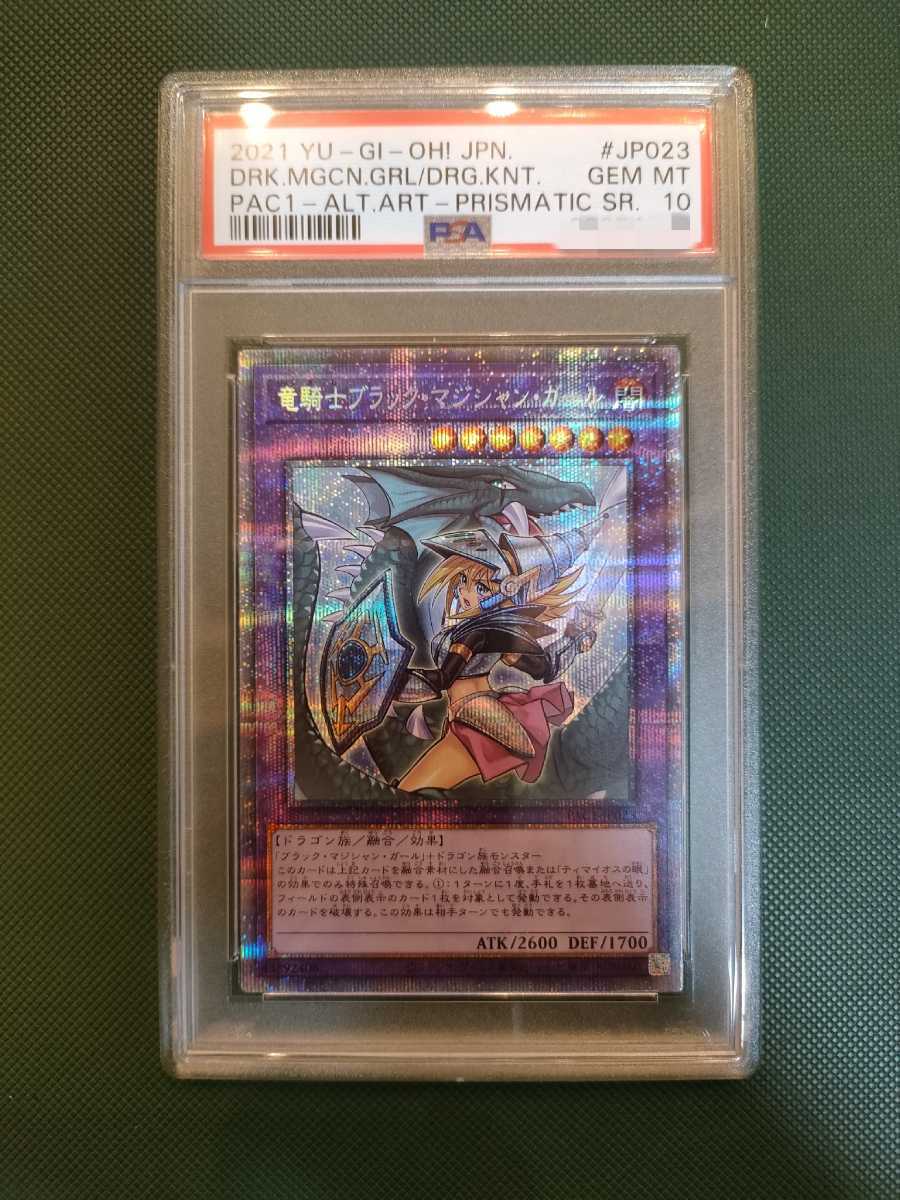 2021 YU-GI-OH! JPN. #JP023
DRK.MGCN.GRL/DRG.KNT. GEM MT
PAC1-ALT.ART-PRISMATIC SR. 10
PSA
竜騎士ブラック・マジシャン・ガール 闇
【ドラゴン族/融合/効果】
「ブラック・マジシャン・ガール」+ドラゴン族モンスター
このカードは上記カードを融合素材にした融合召喚または「ティマイオスの眼」
の効果でのみ特殊召喚できる。①:1ターンに1度、手札を1枚墓地へ送り、
フィールドの表側表示のカード1枚を対象として発動できる。その表側表示
のカードを破壊する。この効果は相手ターンでも発動できる。
ATK/2600 DEF/1700